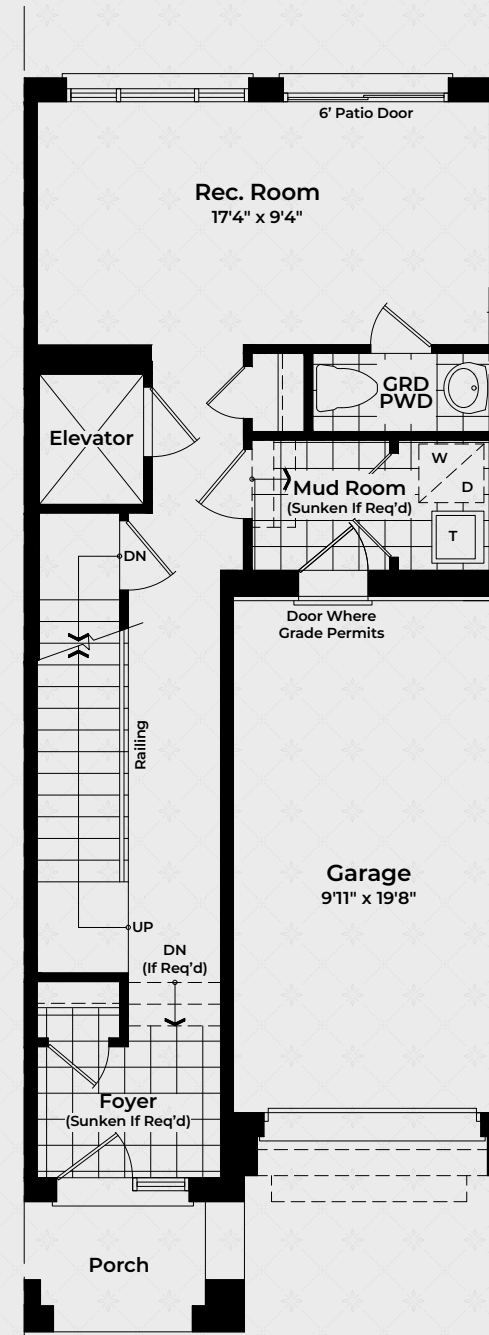 6' Patio Door
Rec. Room
17'4" x 9'4"
GRD
PWD
Elevator
W
D
Mud Room
(Sunken If Req'd)
T
DN
Door Where
Grade Permits
Railing
Garage
9'11" x 19'8"
UP
DN
(If Req'd)
Foyer
(Sunken If Req'd)
Porch